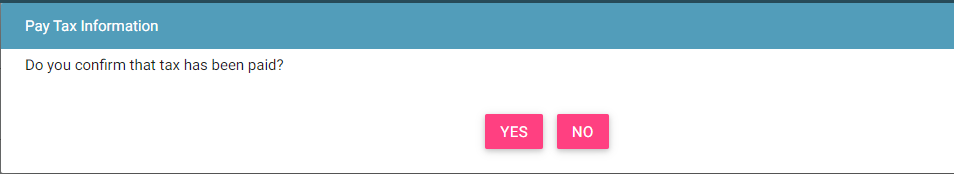 Pay Tax Information
Do you confirm that tax has been paid?
YES NO